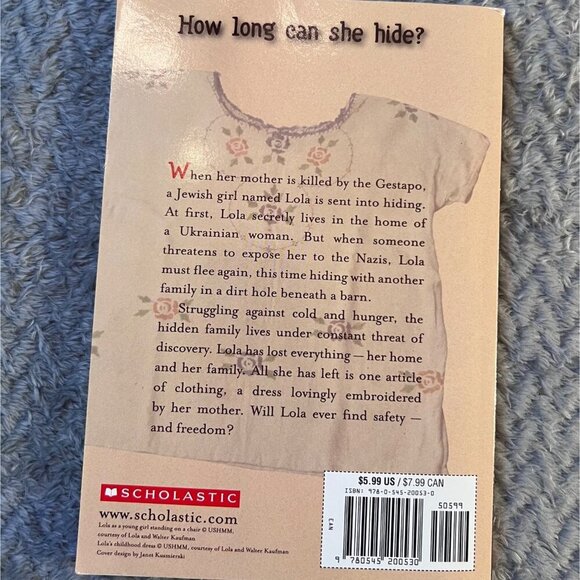 How long can she hide?
When her mother is killed by the Gestapo,
a Jewish girl named Lola is sent into hiding.
At first, Lola secretly lives in the home of
a Ukrainian woman. But when someone
threatens to expose her to the Nazis, Lola
must flee again, this time hiding with another
family in a dirt hole beneath a barn.
Struggling against cold and hunger, the
hidden family lives under constant threat of
discovery. Lola has lost everything — her home
and her family. All she has left is one article
of clothing, a dress lovingly embroidered
by her mother. Will Lola ever find safety —
and freedom?
$5.99 US / $7.99 CAN
ISBN: 978-0-545-20053-0
50599
CAN
9 780545 200530
SCHOLASTIC
www.scholastic.com
Lola as a young girl standing on a chair © USHMM,
courtesy of Lola and Walter Kaufman
Lola's childhood dress © USHMM, courtesy of Lola and Walter Kaufman
Cover design by Janet Kusmierski